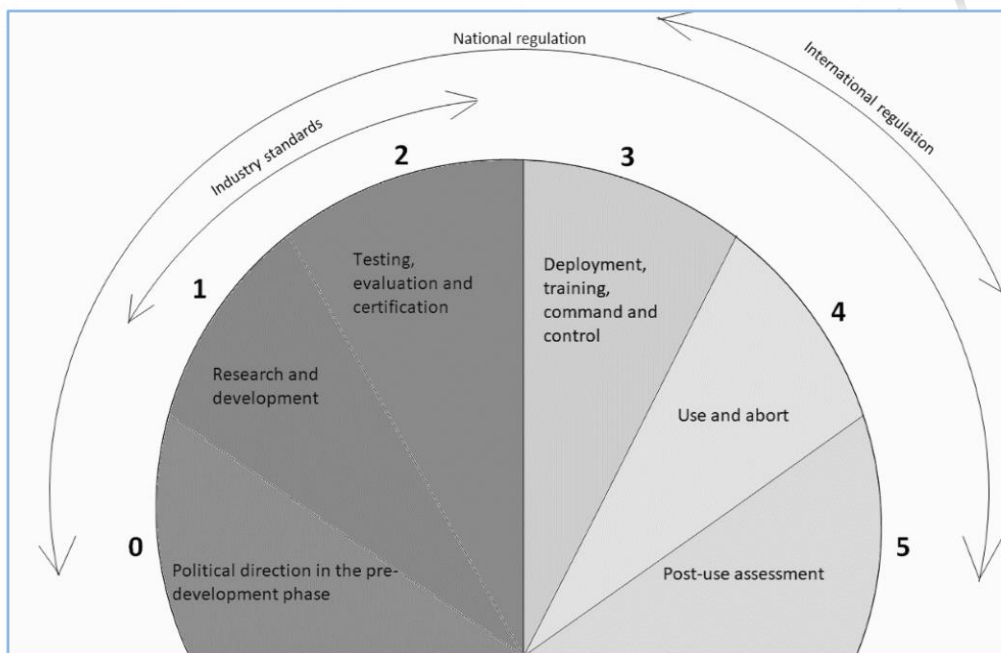 National regulation
International regulation
Industry standards
2
3
Testing,
evaluation and
certification
Deployment,
training,
command and
control
1
4
Research and
development
Use and abort
0
5
Political direction in the pre-
development phase
Post-use assessment